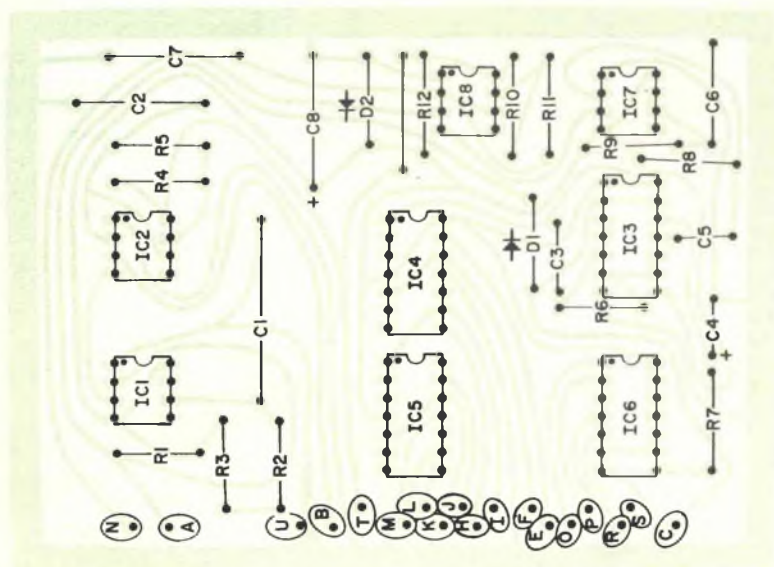 C7
C2
R5
R4
IC2
IC1
R1
R3
R2
C1
C8
+
D2
R12
IC8
R10
R11
IC7
C6
R9
R8
IC3
C5
IC4
D1
C3
R6
C4
+
R7
IC5
IC6
N
A
U
B
T
M
L
K
J
H
I
F
E
O
P
R
S
C